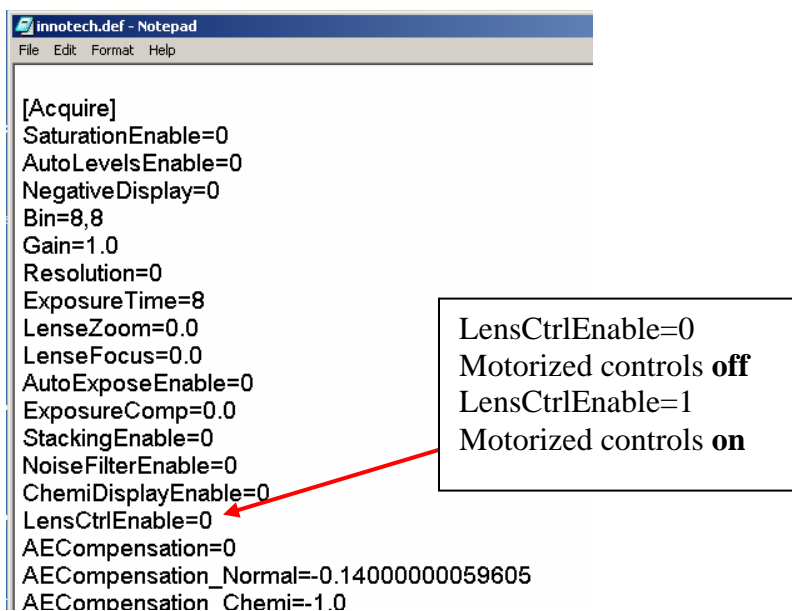 innotech.def - Notepad
File Edit Format Help
[Acquire]
SaturationEnable=0
AutoLevelsEnable=0
NegativeDisplay=0
Bin=8,8
Gain=1.0
Resolution=0
ExposureTime=8
LenseZoom=0.0
LenseFocus=0.0
AutoExposeEnable=0
ExposureComp=0.0
StackingEnable=0
NoiseFilterEnable=0
ChemiDisplayEnable=0
LensCtrlEnable=0
AECompensation=0
AECompensation_Normal=-0.14000000059605
AECompensation_Chemi=-1.0
LensCtrlEnable=0
Motorized controls off
LensCtrlEnable=1
Motorized controls on